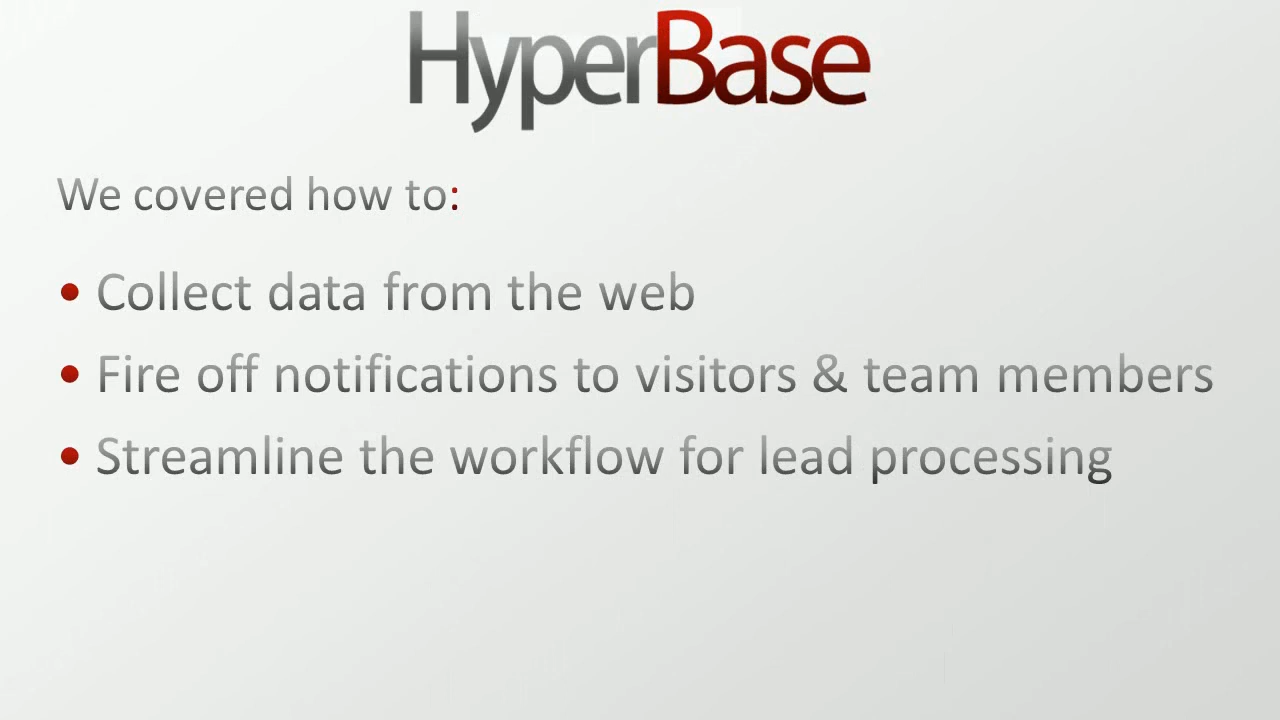 HyperBase
We covered how to:
• Collect data from the web
• Fire off notifications to visitors & team members
• Streamline the workflow for lead processing